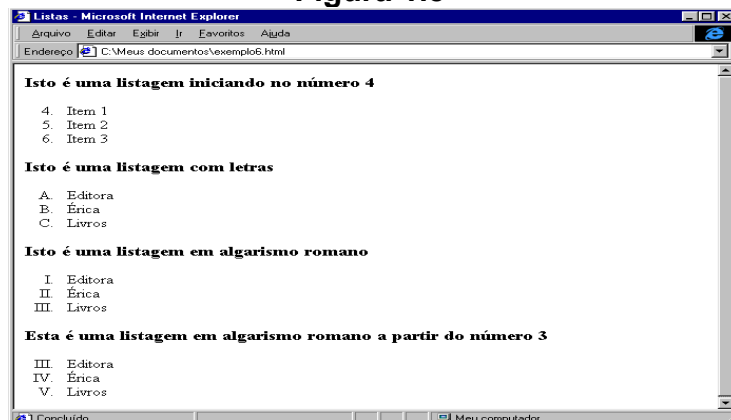 Listas - Microsoft Internet Explorer
Arquivo Editar Exibir Ir Favoritos Ajuda
Endereço C:\Meus documentos\exemplo6.html
Isto é uma listagem iniciando no número 4
4. Item 1
5. Item 2
6. Item 3
Isto é uma listagem com letras
A. Editora
B. Érica
C. Livros
Isto é uma listagem em algarismo romano
I. Editora
II. Érica
III. Livros
Esta é uma listagem em algarismo romano a partir do número 3
III. Editora
IV. Érica
V. Livros
Concluído Meu computador